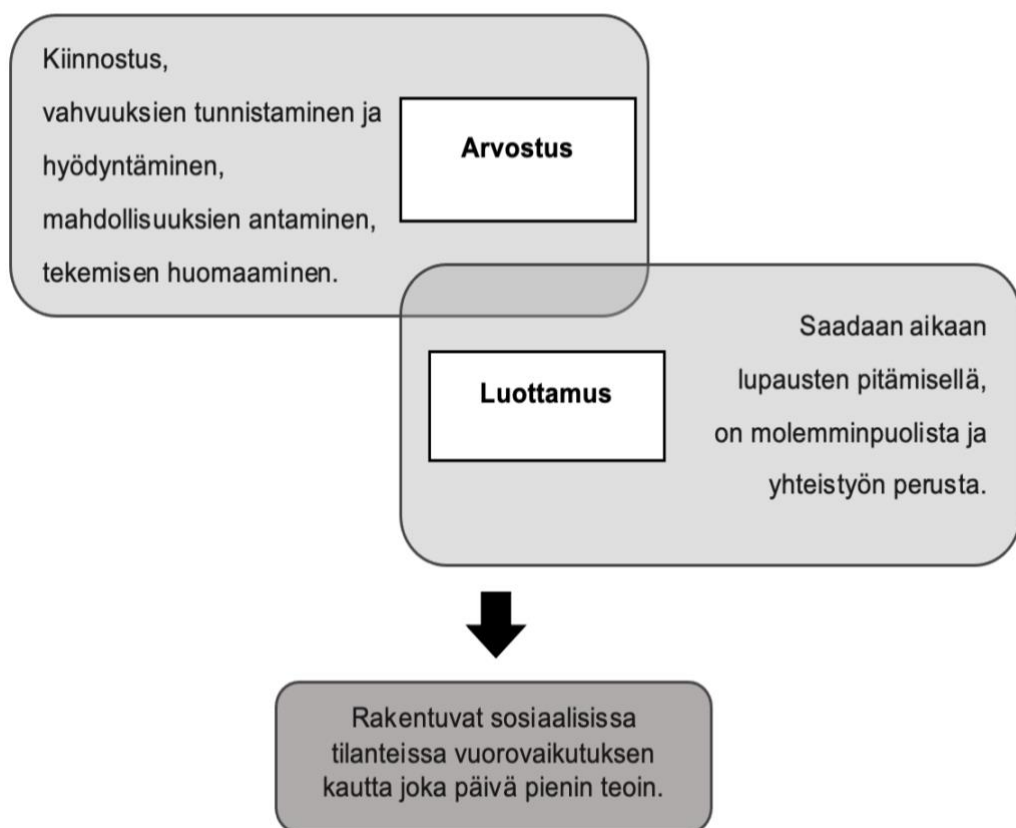 Kiinnostus,
vahvuuksien tunnistaminen ja
hyödyntäminen,
mahdollisuuksien antaminen,
tekemisen huomaaminen.
Arvostus
Luottamus
Saadaan aikaan
lupausten pitämisellä,
on molemminpuolista ja
yhteistyön perusta.
Rakentuvat sosiaalisissa
tilanteissa vuorovaikutuksen
kautta joka päivä pienin teoin.